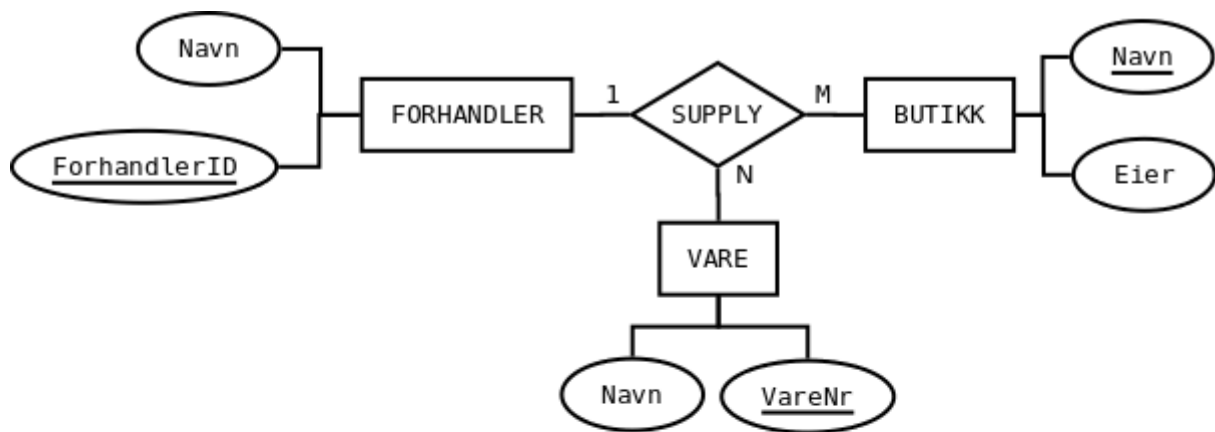 Navn
ForhandlerID
FORHANDLER
1
SUPPLY
M
N
BUTIKK
Navn
Eier
VARE
Navn
VareNr